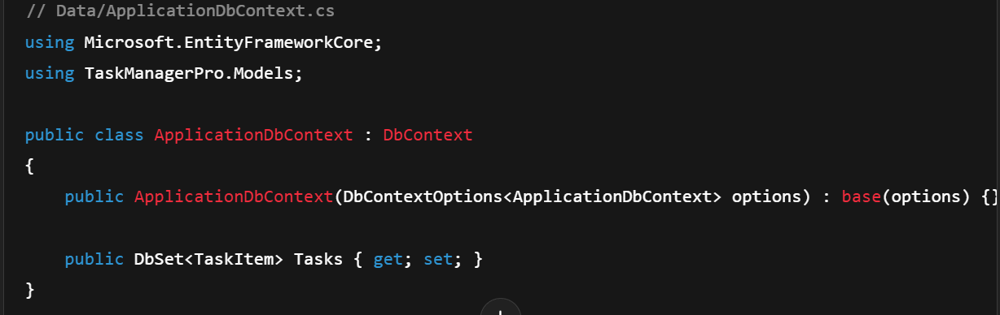 // Data/ApplicationDbContext.cs
using Microsoft.EntityFrameworkCore;
using TaskManagerPro.Models;
public class ApplicationDbContext : DbContext
{
public ApplicationDbContext(DbContextOptions<ApplicationDbContext> options) : base(options) {}
public DbSet<TaskItem> Tasks { get; set; }
}